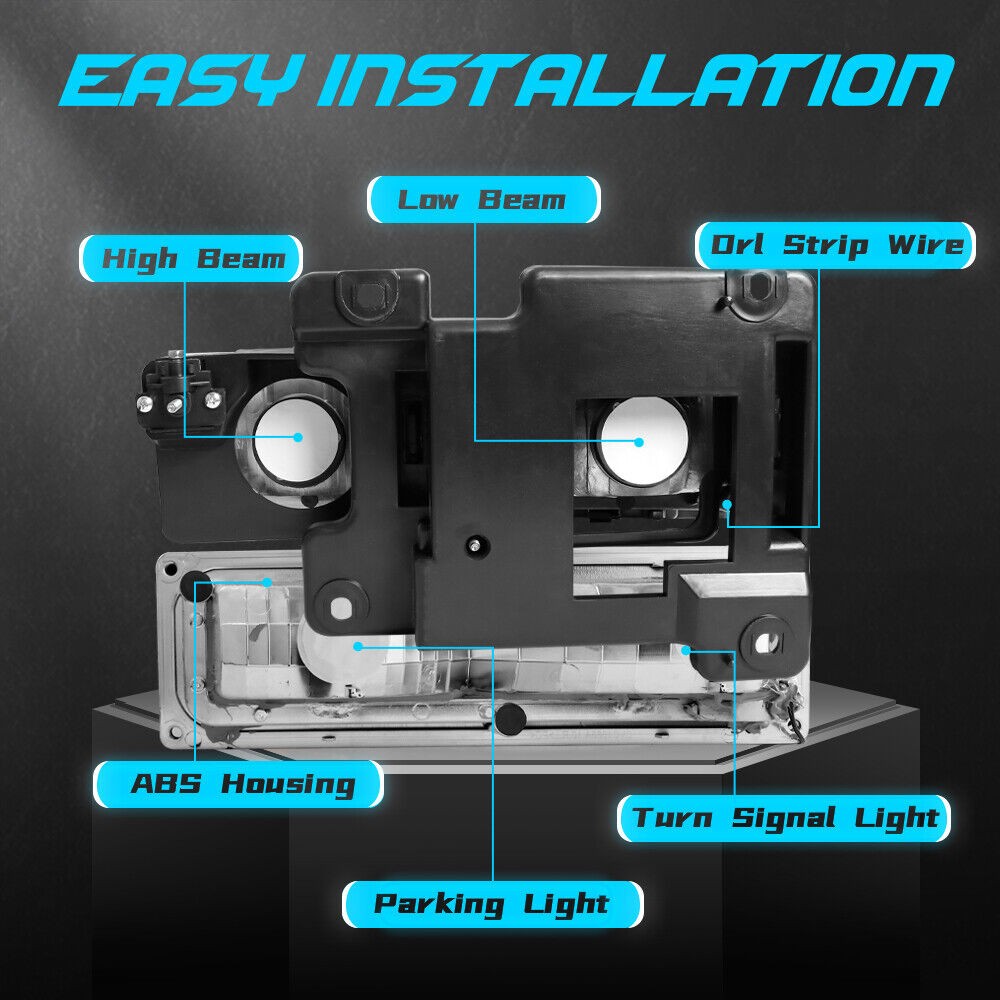 EASY INSTALLATION
Low Beam
High Beam
Drl Strip Wire
ABS Housing
Turn Signal Light
Parking Light